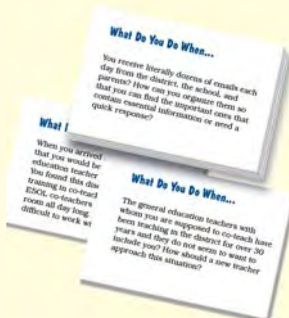 What Do You Do When...
You receive literally dozens of emails each
day from the district, the school, and
parents? How can you organize them so
that you can find the important ones that
contain essential information or need a
quick response?
What
When you arrived
that you would be
education teacher
You found this
training in co-teac
ESOL co-teachers
room all day long.
difficult to work
What Do You Do When...
The general education teachers with
whom you are supposed to co-teach have
been teaching in the district for over 30
years and they do not seem to want to
include you? How should a new teacher
approach this situation?